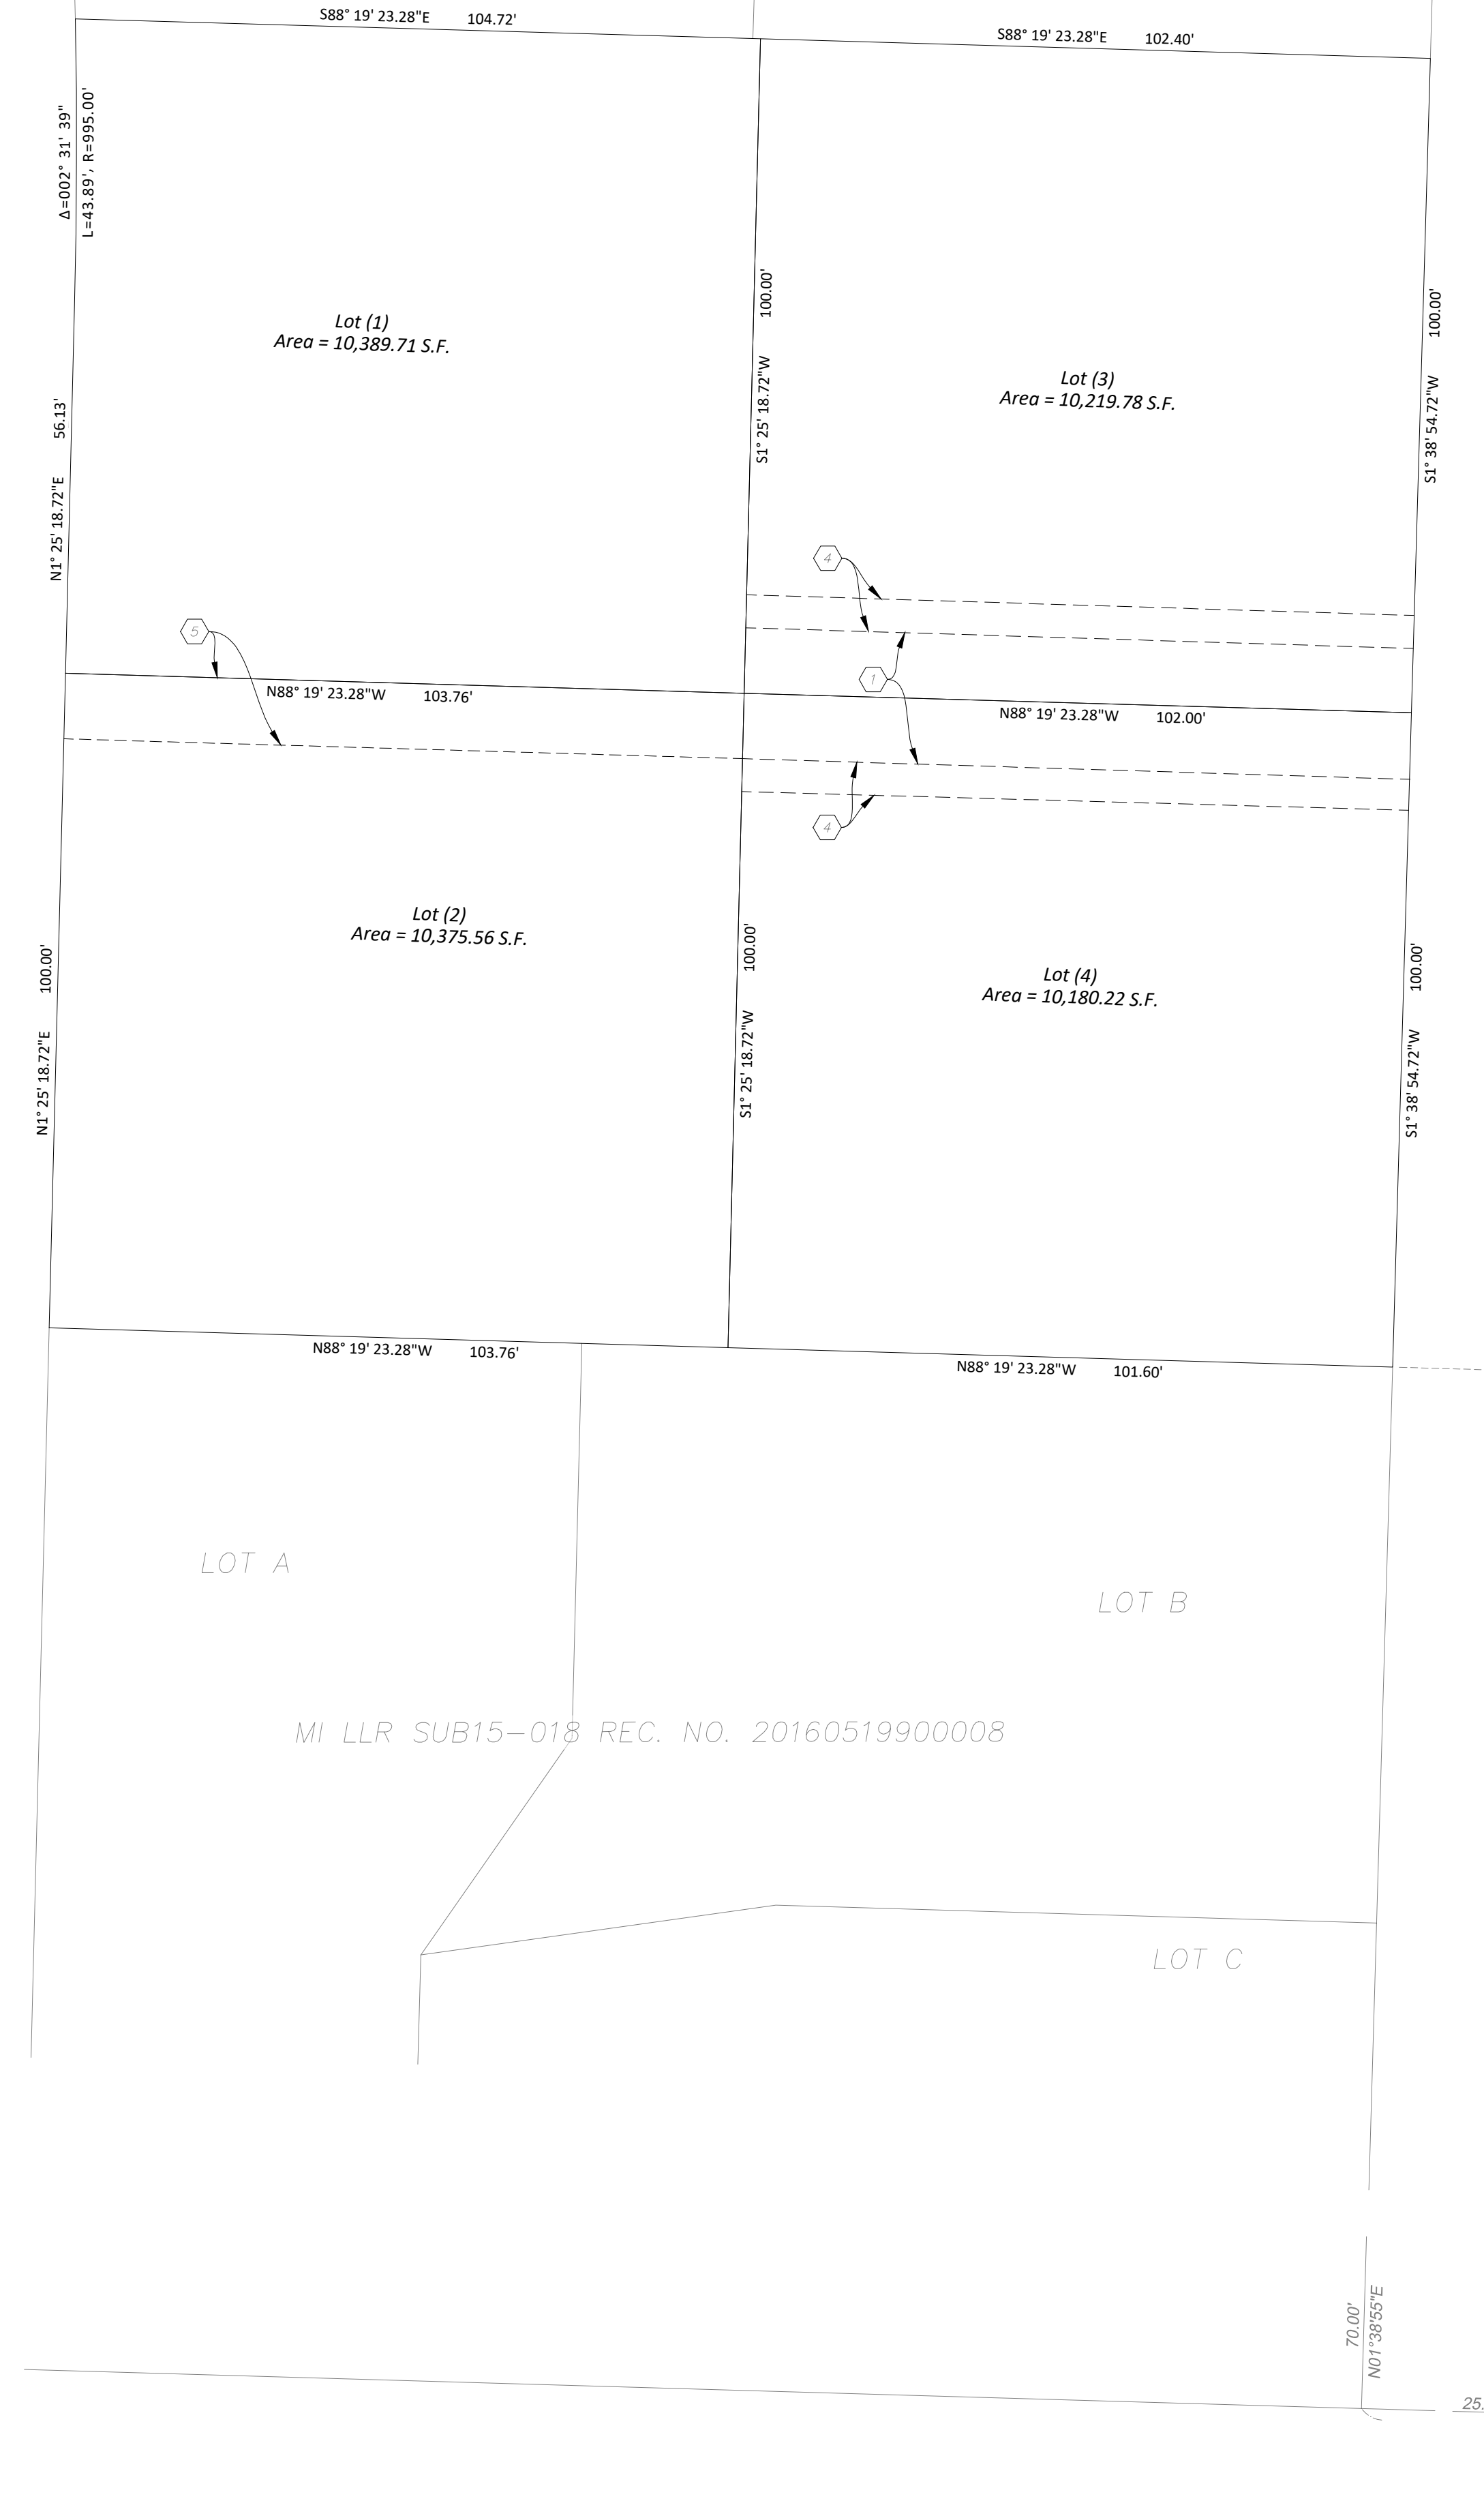 S88° 19' 23.28"E 104.72'
S88° 19' 23.28"E 102.40'
Δ=002° 31' 39"
L=43.89', R=995.00'
Lot (1)
Area = 10,389.71 S.F.
S1° 25' 18.72"W 100.00'
Lot (3)
Area = 10,219.78 S.F.
S1° 38' 54.72"W 100.00'
N1° 25' 18.72"E 56.13'
4
5
1
N88° 19' 23.28"W 103.76'
N88° 19' 23.28"W 102.00'
4
Lot (2)
Area = 10,375.56 S.F.
N1° 25' 18.72"E 100.00'
S1° 25' 18.72"W 100.00'
Lot (4)
Area = 10,180.22 S.F.
S1° 38' 54.72"W 100.00'
N88° 19' 23.28"W 103.76'
N88° 19' 23.28"W 101.60'
LOT A
LOT B
MI LLR SUB15-018 REC. NO. 20160519900008
LOT C
70.00'
N01°38'55"E
25.